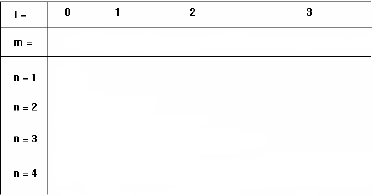 l = 0 1 2 3
m =
n = 1
n = 2
n = 3
n = 4